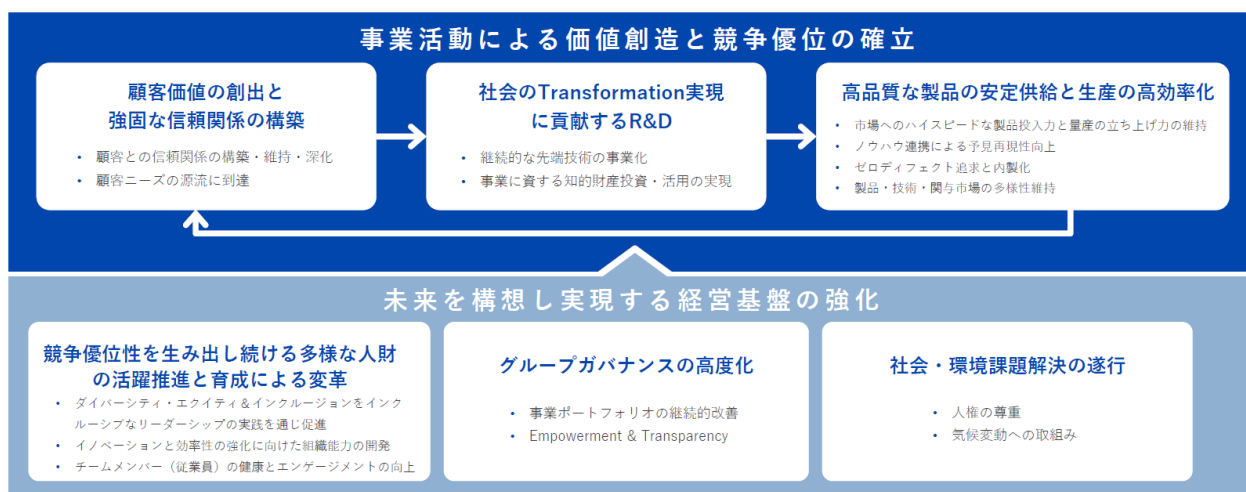 事業活動による価値創造と競争優位の確立
顧客価値の創出と
強固な信頼関係の構築
• 顧客との信頼関係の構築・維持・深化
• 顧客ニーズの源流に到達
社会のTransformation実現
に貢献するR&D
• 継続的な先端技術の事業化
• 事業に資する知的財産投資・活用の実現
高品質な製品の安定供給と生産の高効率化
• 市場へのハイスピードな製品投入力と量産の立ち上げ力の維持
• ノウハウ連携による予見再現性向上
• ゼロディフェクト追求と内製化
• 製品・技術・関与市場の多様性維持
未来を構想し実現する経営基盤の強化
競争優位性を生み出し続ける多様な人財
の活躍推進と育成による変革
• ダイバーシティ・エクイティ＆インクルージョンをインク
ルーシブなリーダーシップの実践を通じ促進
• イノベーションと効率性の強化に向けた組織能力の開発
• チームメンバー（従業員）の健康とエンゲージメントの向上
グループガバナンスの高度化
• 事業ポートフォリオの継続的改善
• Empowerment & Transparency
社会・環境課題解決の遂行
• 人権の尊重
• 気候変動への取組み